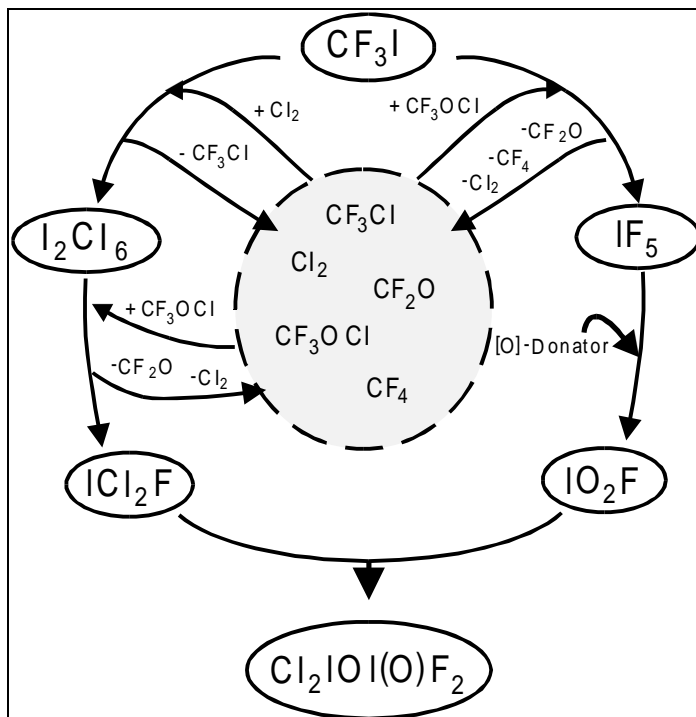 CF₃I
+ Cl₂
+ CF₃OCl
-CF₂O
- CF₃Cl
-CF₄
-Cl₂
CF₃Cl
I₂Cl₆
IF₅
Cl₂
CF₂O
+ CF₃OCl
CF₃OCl
[O]-Donator
-CF₂O
-Cl₂
CF₄
ICl₂F
IO₂F
Cl₂IOI(O)F₂